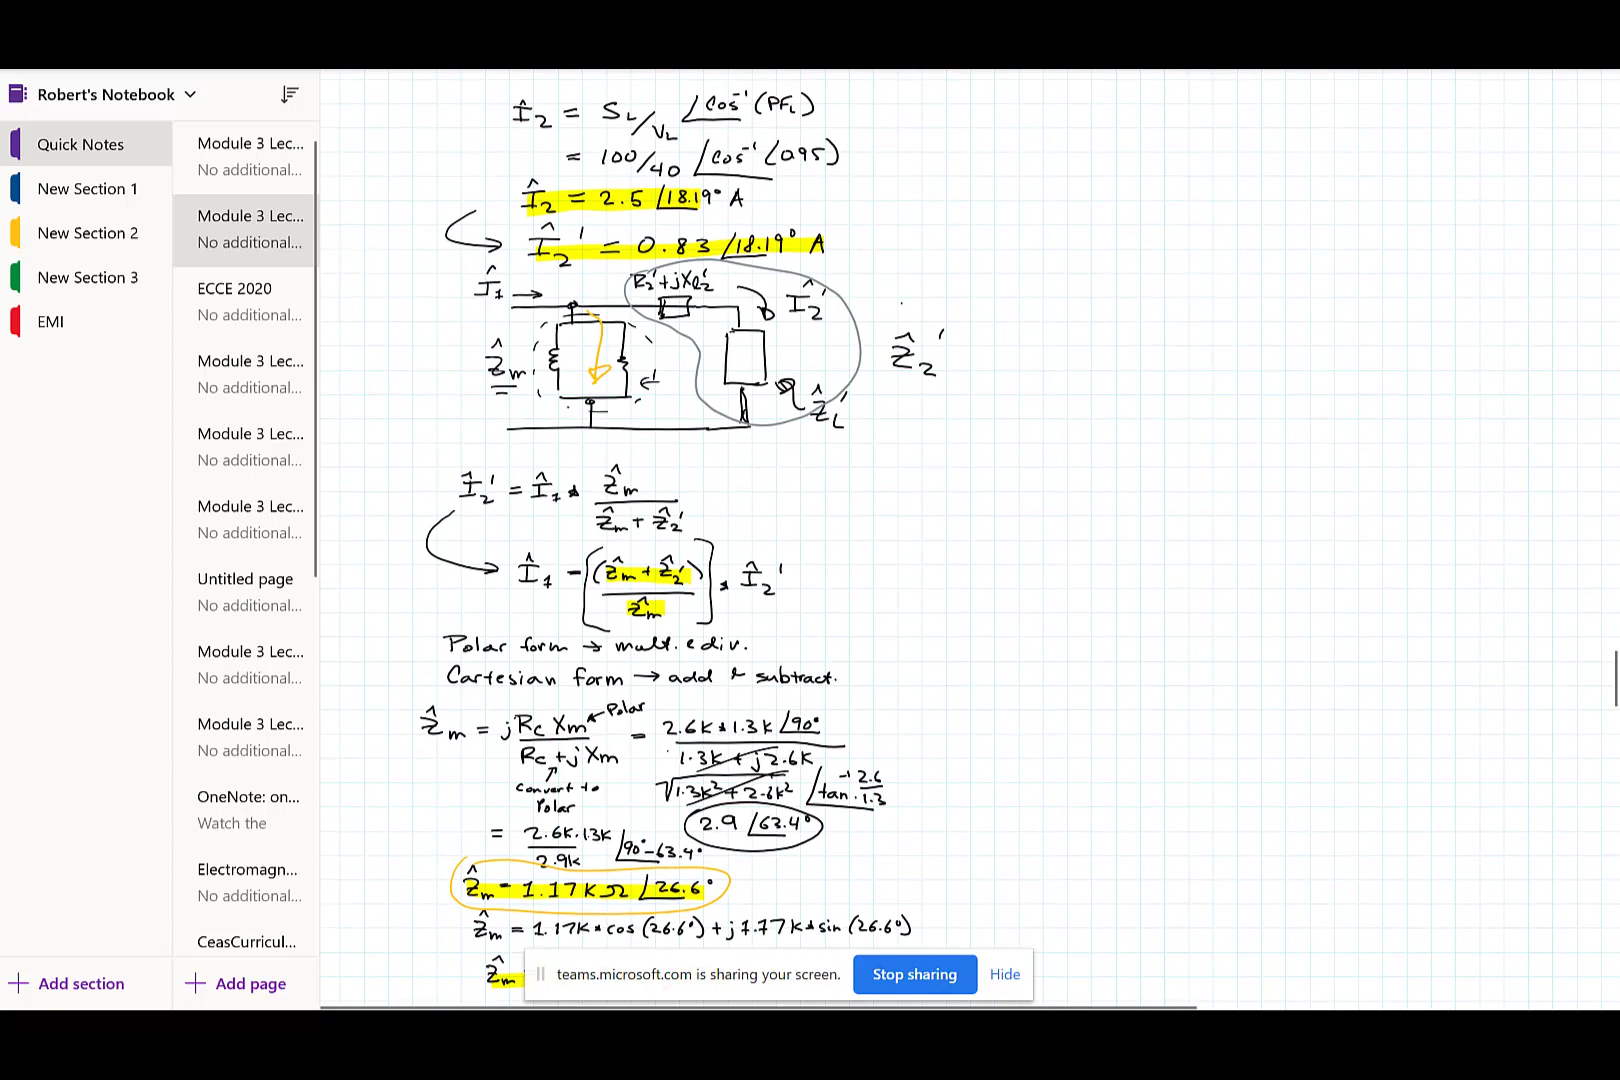 Robert's Notebook
Quick Notes
New Section 1
New Section 2
New Section 3
EMI
Add section
Module 3 Lec...
No additional...
Module 3 Lec...
No additional...
ECCE 2020
No additional...
Module 3 Lec...
No additional...
Module 3 Lec...
No additional...
Module 3 Lec...
No additional...
Untitled page
No additional...
Module 3 Lec...
No additional...
Module 3 Lec...
No additional...
OneNote: on...
Watch the
Electromagn...
No additional...
CeasCurricul...
Add page
Î₂ = S_L/V_L ∠cos⁻¹(PF_L)
= 100/40 ∠cos⁻¹(0.95)
Î₂ = 2.5 ∠18.19° A
Î₂' = 0.83 ∠18.19° A
Î₁ →
R₂'+jXℓ₂'
Î₂'
Ẑ₂'
Ẑm
Ẑ_L'
Î₂' = Î₁ * Ẑm / (Ẑm + Ẑ₂')
Î₁ = [(Ẑm + Ẑ₂') / Ẑm] * Î₂'
Polar form → mult. & div.
Cartesian form → add & subtract.
Ẑm = jRc Xm / (Rc + jXm) = 2.6K * 1.3K ∠90° / (1.3K + j2.6K)
Polar
convert to
Polar
√(1.3K² + 2.6K²) ∠tan⁻¹ 2.6/1.3
2.9 ∠63.4°
= 2.6K·1.3K / 2.9K ∠90°-63.4°
Ẑm = 1.17KΩ ∠26.6°
Ẑm = 1.17K * cos(26.6°) + j1.17K * sin(26.6°)
Ẑm
teams.microsoft.com is sharing your screen.
Stop sharing
Hide